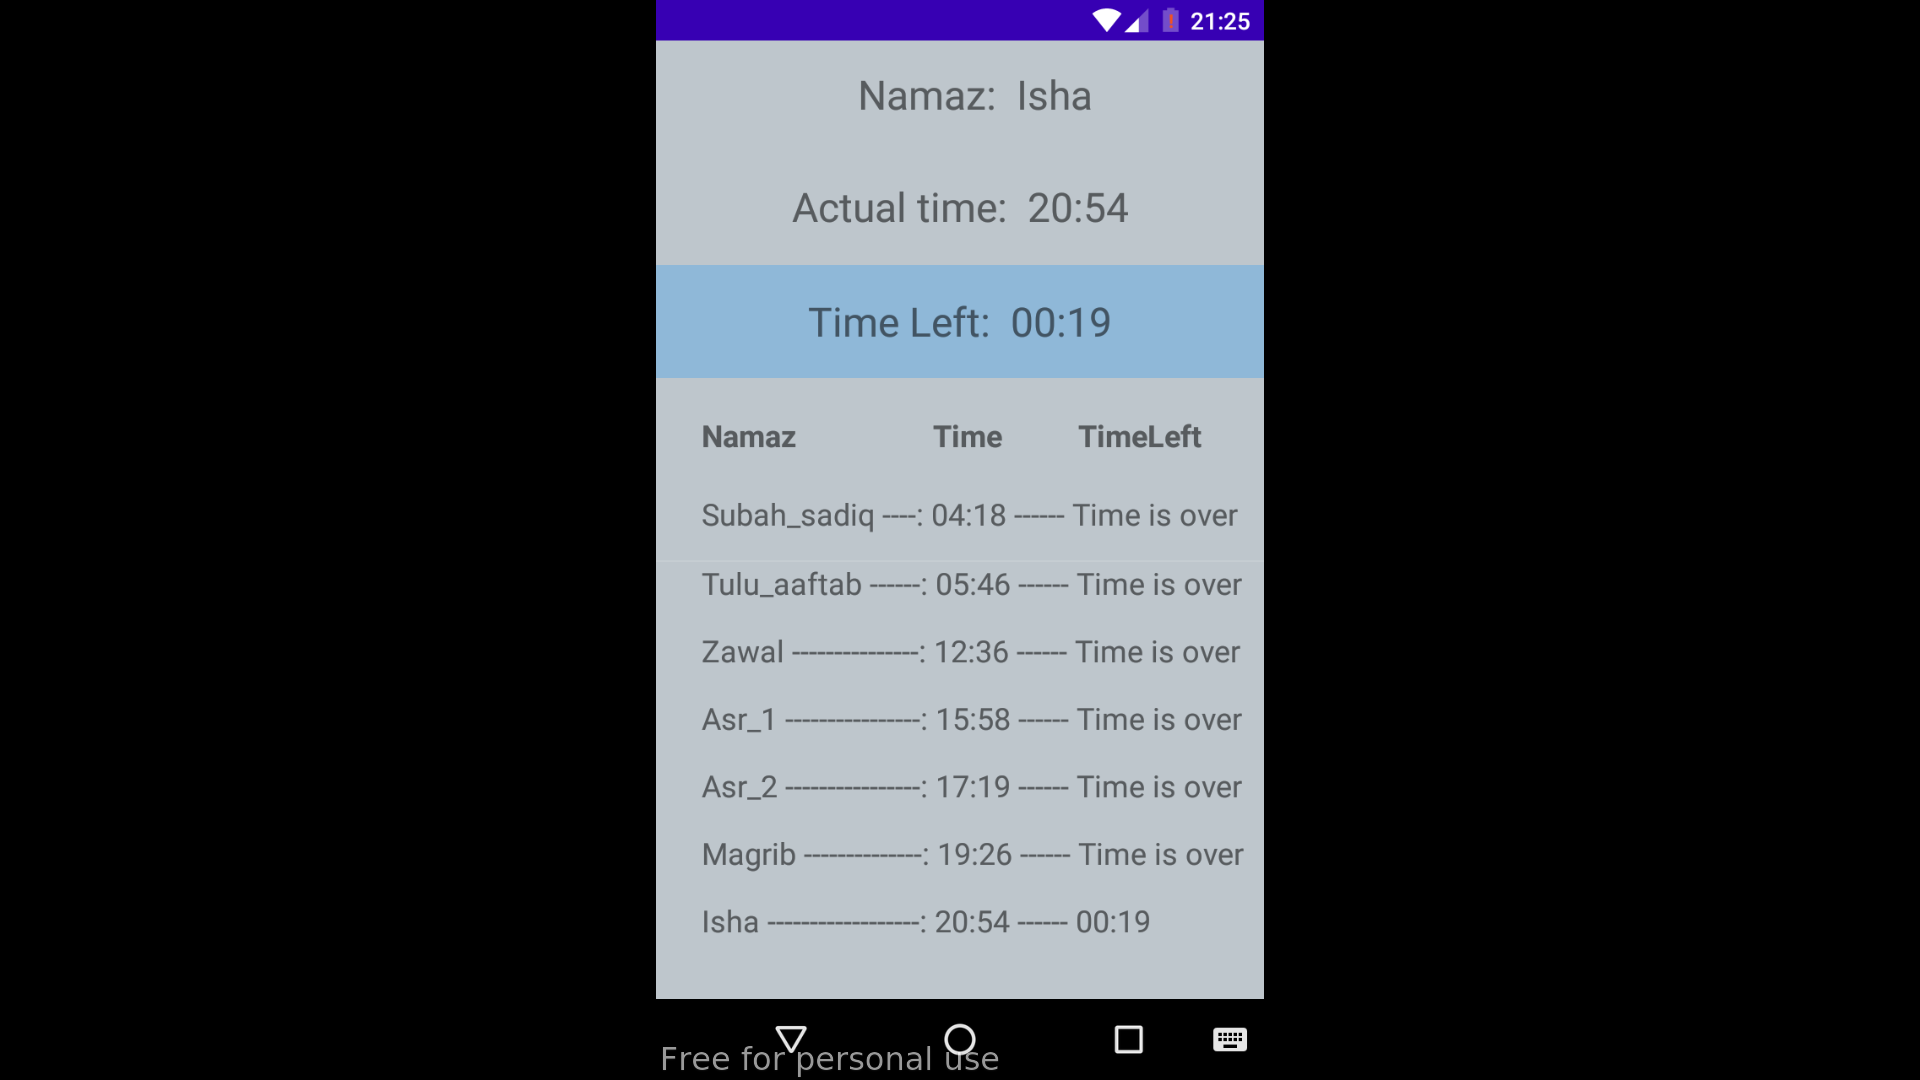 21:25
Namaz: Isha
Actual time: 20:54
Time Left: 00:19
Namaz Time TimeLeft
Subah_sadiq ----: 04:18 ------ Time is over
Tulu_aaftab ------: 05:46 ------ Time is over
Zawal ---------------: 12:36 ------ Time is over
Asr_1 ----------------: 15:58 ------ Time is over
Asr_2 ----------------: 17:19 ------ Time is over
Magrib --------------: 19:26 ------ Time is over
Isha ------------------: 20:54 ------ 00:19
Free for personal use